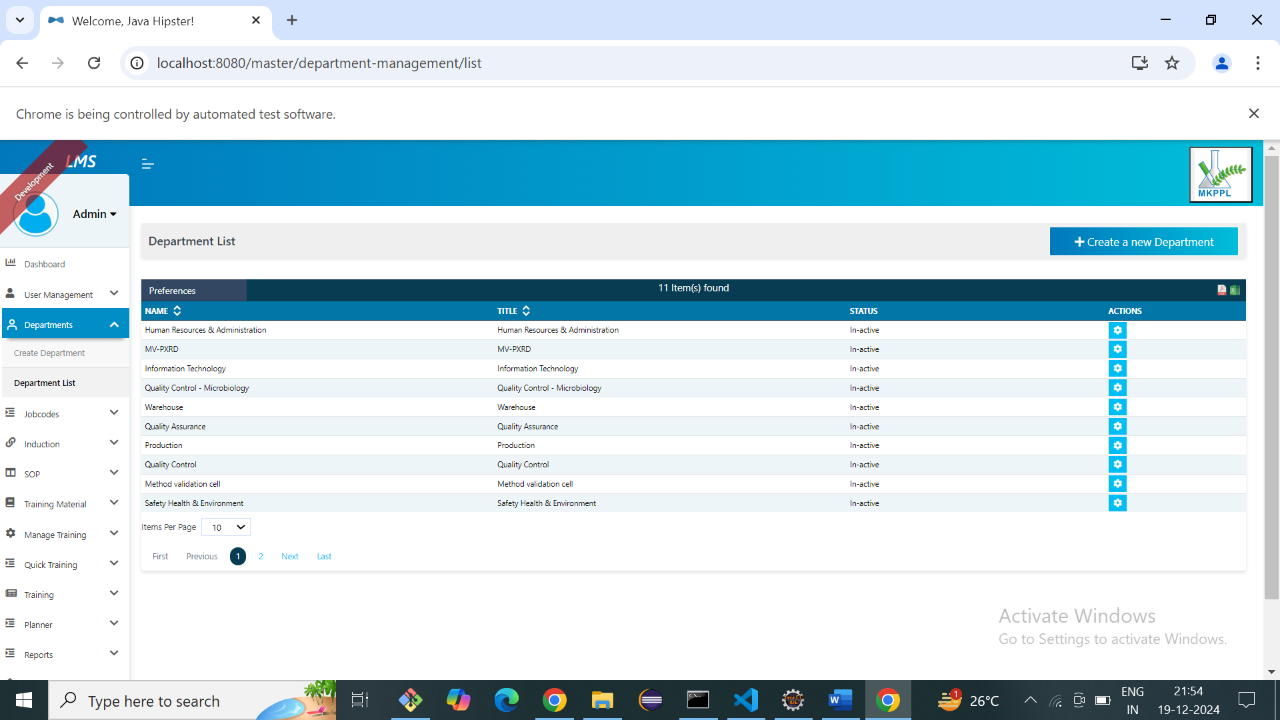 Welcome, Java Hipster!
localhost:8080/master/department-management/list
Chrome is being controlled by automated test software.
Development
LMS
MKPPL
Admin
Department List
+ Create a new Department
Dashboard
User Management
Departments
Create Department
Department List
Jobcodes
Induction
SOP
Training Material
Manage Training
Quick Training
Training
Planner
Reports
Preferences
11 Item(s) found
NAME TITLE STATUS ACTIONS
Human Resources & Administration Human Resources & Administration In-active
MV-PXRD MV-PXRD In-active
Information Technology Information Technology In-active
Quality Control - Microbiology Quality Control - Microbiology In-active
Warehouse Warehouse In-active
Quality Assurance Quality Assurance In-active
Production Production In-active
Quality Control Quality Control In-active
Method validation cell Method validation cell In-active
Safety Health & Environment Safety Health & Environment In-active
Items Per Page 10
First Previous 1 2 Next Last
Activate Windows
Go to Settings to activate Windows.
Type here to search
1
26°C
ENG
IN
21:54
19-12-2024